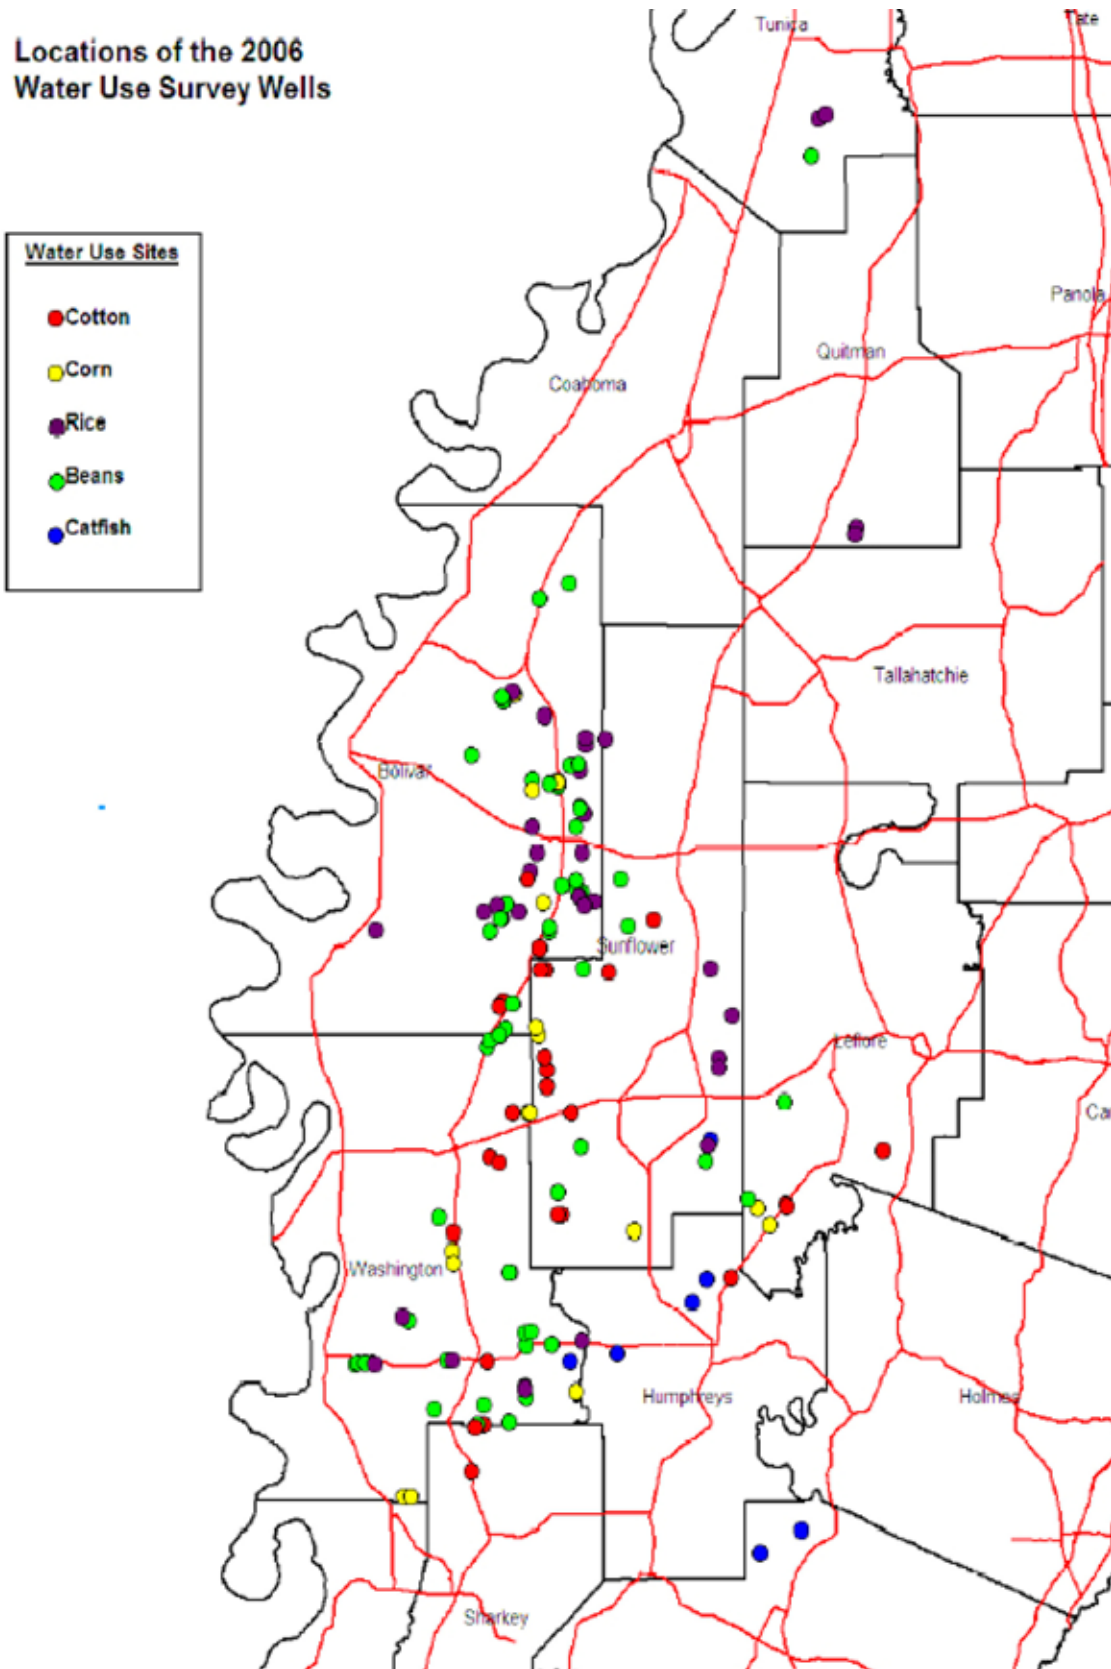 Locations of the 2006
Water Use Survey Wells
Tunica
Tate
Water Use Sites
Cotton
Corn
Rice
Beans
Catfish
Panola
Quitman
Coahoma
Tallahatchie
Bolivar
Sunflower
Leflore
Washington
Humphreys
Holmes
Sharkey